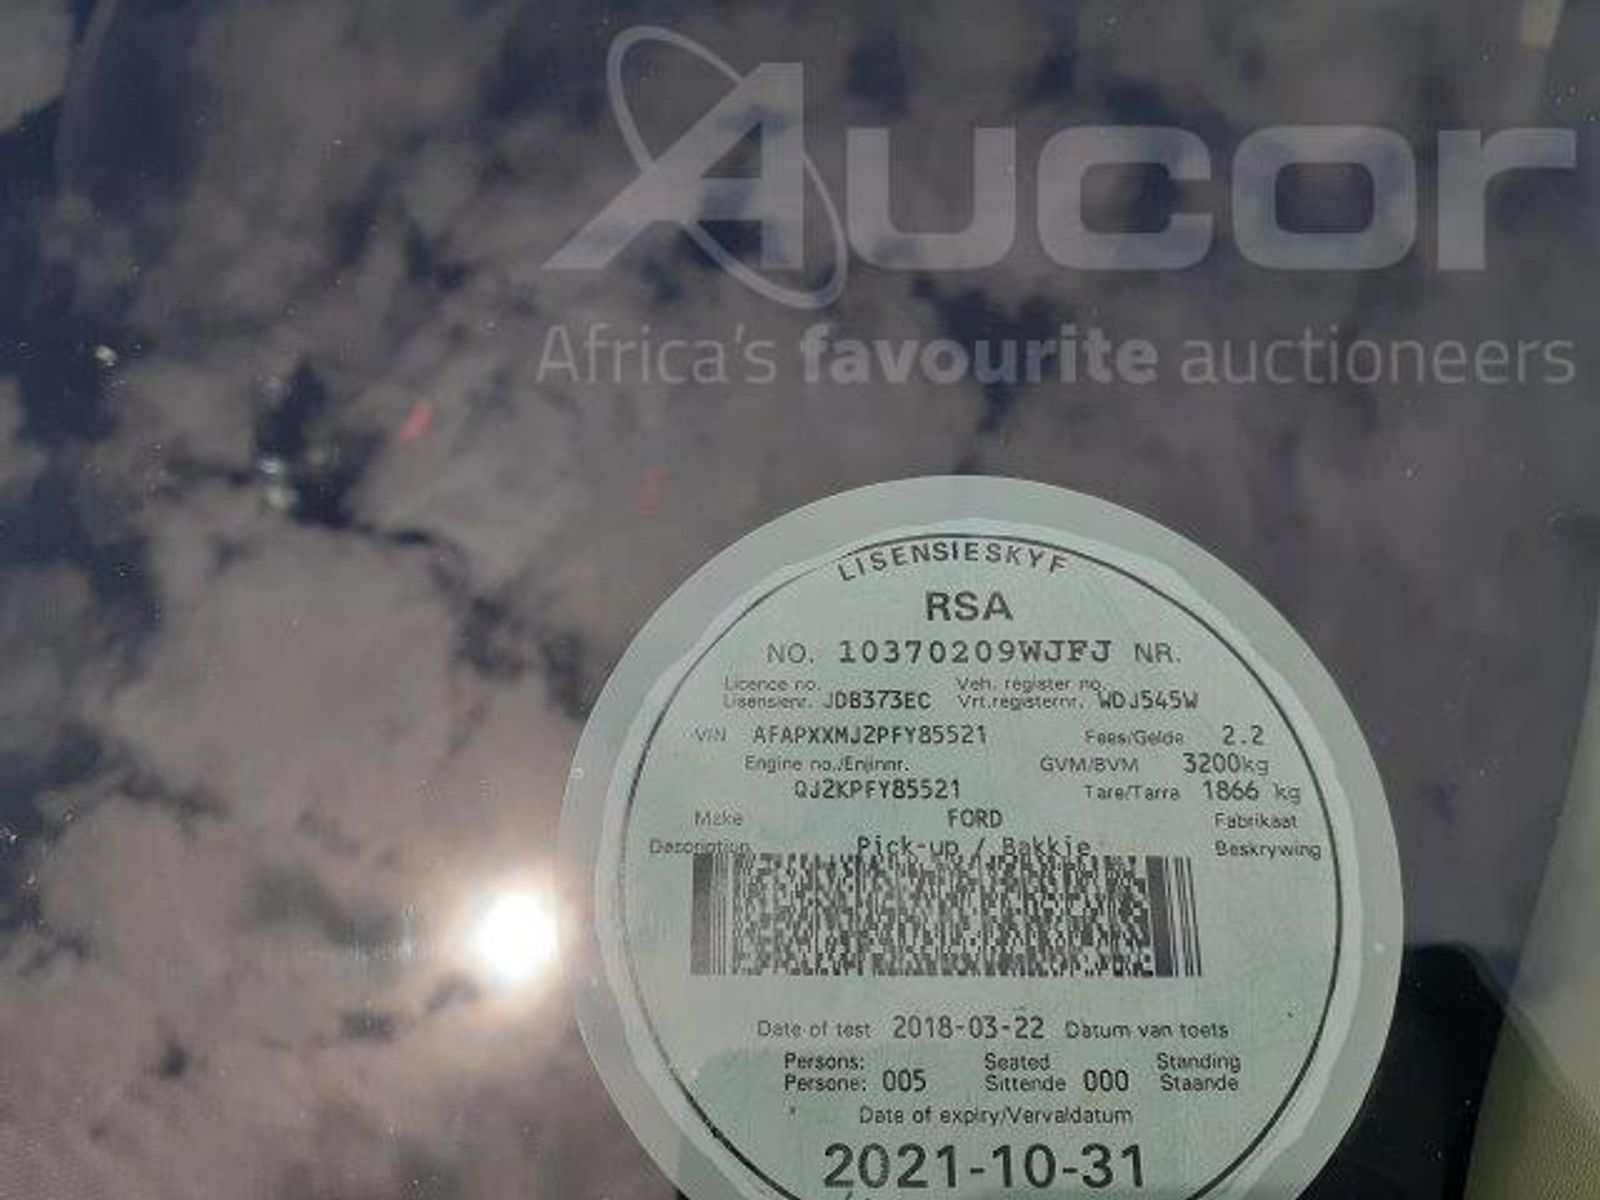 Aucor
Africa's favourite auctioneers
LISENSIESKYF
RSA
NO. 10370209WJFJ NR.
Licence no. Veh. register no.
Lisensienr. JDB373EC Vrt.registernr. WDJ545W
VIN AFAPXXMJ2PFY85521 Fees/Gelde 2.2
Engine no./Enjinnr. GVM/BVM 3200kg
QJ2KPFY85521 Tare/Tarra 1866 kg
Make FORD Fabrikaat
Description Pick-up / Bakkie Beskrywing
Date of test 2018-03-22 Datum van toets
Persons: Seated Standing
Persone: 005 Sittende 000 Staande
Date of expiry/Vervaldatum
2021-10-31